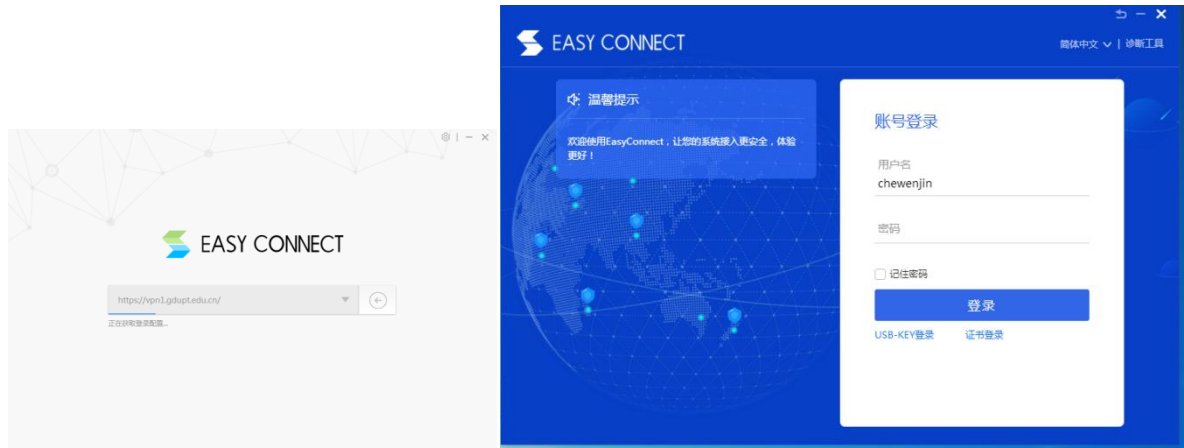 EASY CONNECT
https://vpn1.gdupt.edu.cn/
正在获取登录配置...
EASY CONNECT
简体中文 | 诊断工具
温馨提示
欢迎使用EasyConnect，让您的系统接入更安全，体验
更好！
账号登录
用户名
chewenjin
密码
记住密码
登录
USB-KEY登录 证书登录